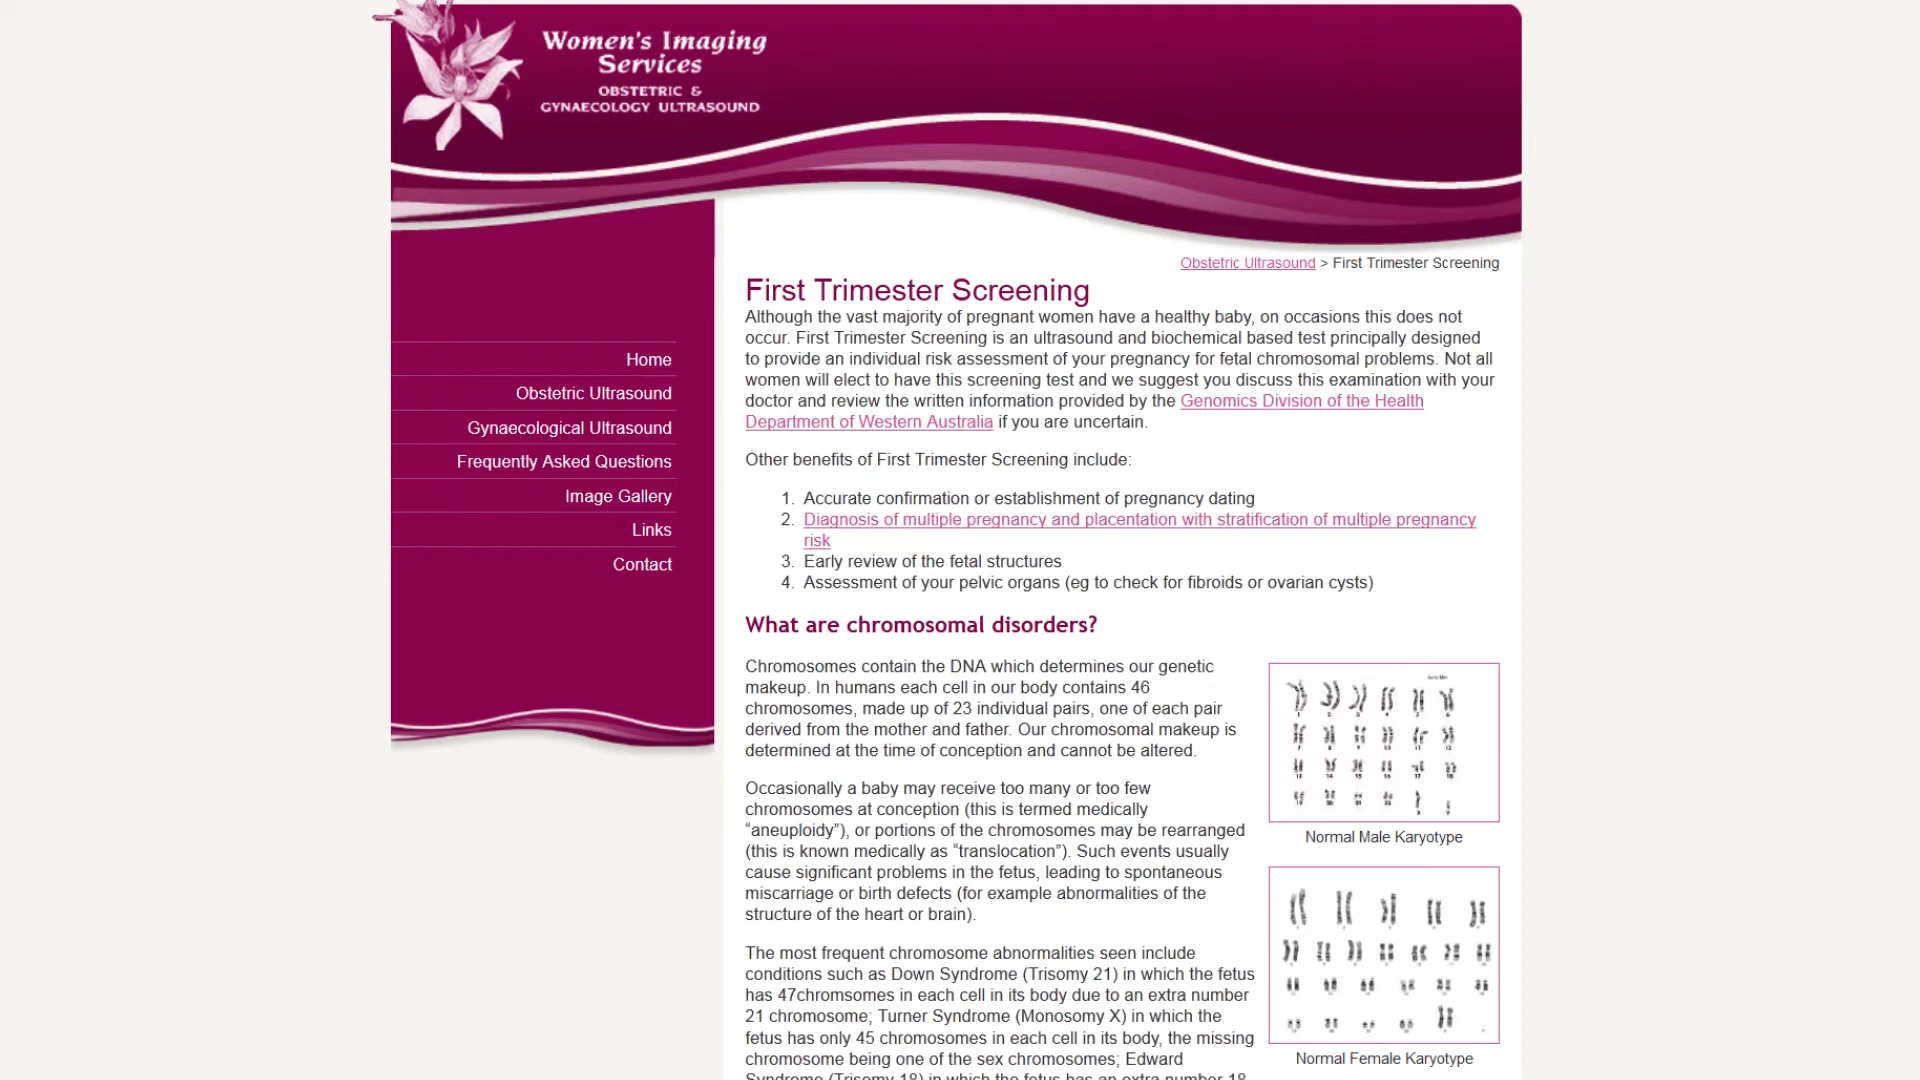 Women's Imaging
Services
OBSTETRIC &
GYNAECOLOGY ULTRASOUND
Home
Obstetric Ultrasound
Gynaecological Ultrasound
Frequently Asked Questions
Image Gallery
Links
Contact
Obstetric Ultrasound > First Trimester Screening
First Trimester Screening
Although the vast majority of pregnant women have a healthy baby, on occasions this does not
occur. First Trimester Screening is an ultrasound and biochemical based test principally designed
to provide an individual risk assessment of your pregnancy for fetal chromosomal problems. Not all
women will elect to have this screening test and we suggest you discuss this examination with your
doctor and review the written information provided by the Genomics Division of the Health
Department of Western Australia if you are uncertain.
Other benefits of First Trimester Screening include:
1. Accurate confirmation or establishment of pregnancy dating
2. Diagnosis of multiple pregnancy and placentation with stratification of multiple pregnancy
risk
3. Early review of the fetal structures
4. Assessment of your pelvic organs (eg to check for fibroids or ovarian cysts)
What are chromosomal disorders?
Chromosomes contain the DNA which determines our genetic
makeup. In humans each cell in our body contains 46
chromosomes, made up of 23 individual pairs, one of each pair
derived from the mother and father. Our chromosomal makeup is
determined at the time of conception and cannot be altered.
Occasionally a baby may receive too many or too few
chromosomes at conception (this is termed medically
“aneuploidy”), or portions of the chromosomes may be rearranged
(this is known medically as “translocation”). Such events usually
cause significant problems in the fetus, leading to spontaneous
miscarriage or birth defects (for example abnormalities of the
structure of the heart or brain).
The most frequent chromosome abnormalities seen include
conditions such as Down Syndrome (Trisomy 21) in which the fetus
has 47chromsomes in each cell in its body due to an extra number
21 chromosome; Turner Syndrome (Monosomy X) in which the
fetus has only 45 chromosomes in each cell in its body, the missing
chromosome being one of the sex chromosomes; Edward
Syndrome (Trisomy 18) in which the fetus has an extra number 18
Normal Male Karyotype
Normal Female Karyotype